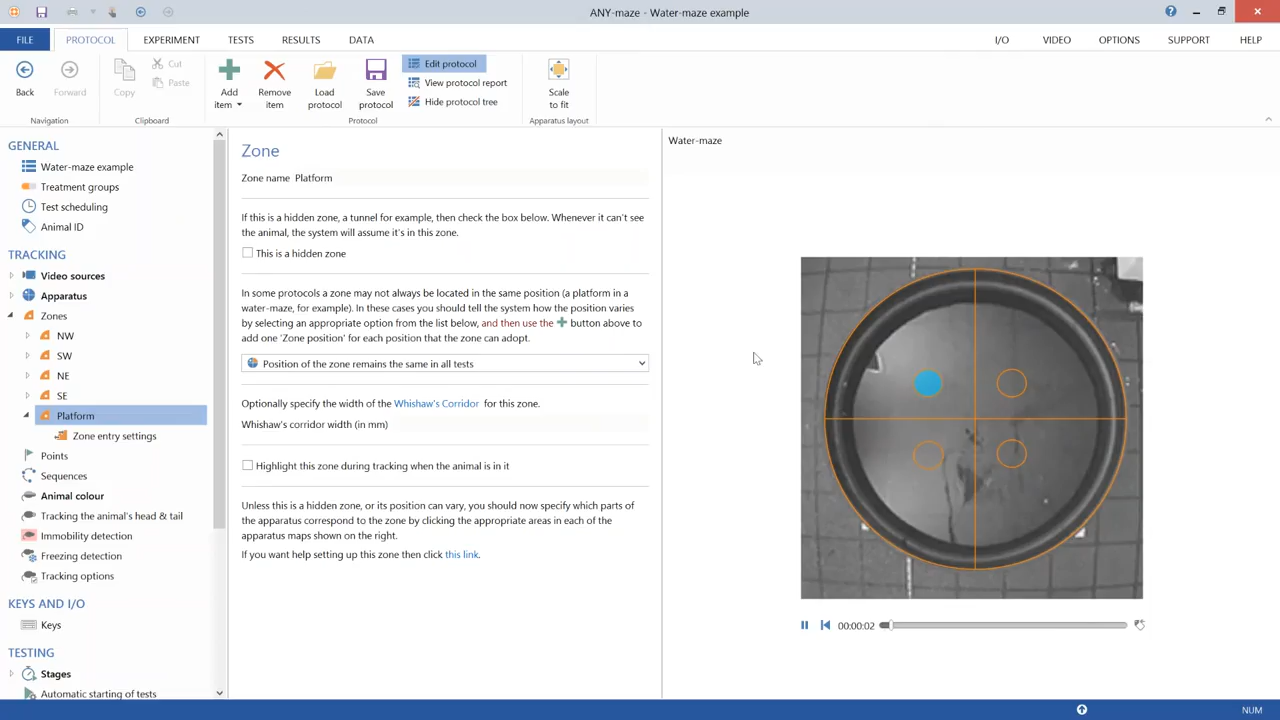 ANY-maze - Water-maze example
FILE PROTOCOL EXPERIMENT TESTS RESULTS DATA I/O VIDEO OPTIONS SUPPORT HELP
Back
Forward
Navigation
Copy
Cut
Paste
Clipboard
Add item
Remove item
Load protocol
Save protocol
Edit protocol
View protocol report
Hide protocol tree
Protocol
Scale to fit
Apparatus layout
GENERAL
Water-maze example
Treatment groups
Test scheduling
Animal ID
TRACKING
Video sources
Apparatus
Zones
NW
SW
NE
SE
Platform
Zone entry settings
Points
Sequences
Animal colour
Tracking the animal's head & tail
Immobility detection
Freezing detection
Tracking options
KEYS AND I/O
Keys
TESTING
Stages
Automatic starting of tests
Zone
Zone name Platform
If this is a hidden zone, a tunnel for example, then check the box below. Whenever it can't see
the animal, the system will assume it's in this zone.
This is a hidden zone
In some protocols a zone may not always be located in the same position (a platform in a
water-maze, for example). In these cases you should tell the system how the position varies
by selecting an appropriate option from the list below, and then use the + button above to
add one 'Zone position' for each position that the zone can adopt.
Position of the zone remains the same in all tests
Optionally specify the width of the Whishaw's Corridor for this zone.
Whishaw's corridor width (in mm)
Highlight this zone during tracking when the animal is in it
Unless this is a hidden zone, or its position can vary, you should now specify which parts of
the apparatus correspond to the zone by clicking the appropriate areas in each of the
apparatus maps shown on the right.
If you want help setting up this zone then click this link.
Water-maze
00:00:02
NUM